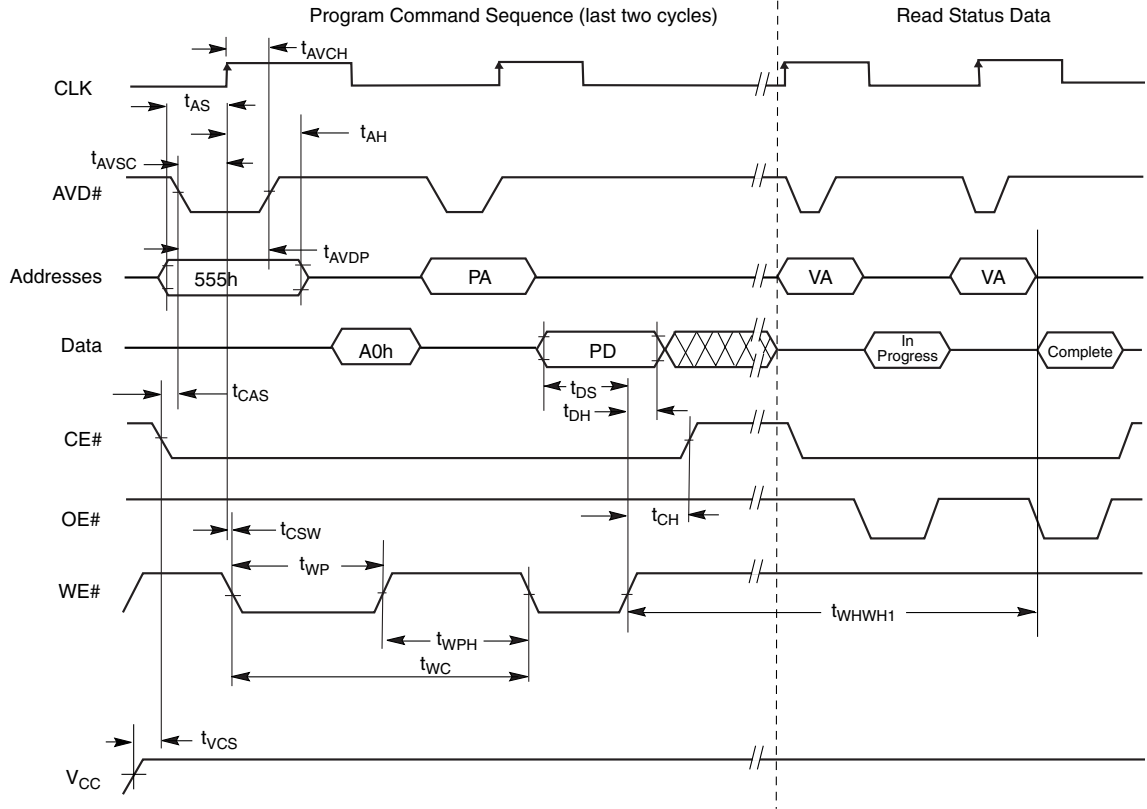 Program Command Sequence (last two cycles)
Read Status Data
CLK
tAVCH
tAS
tAH
tAVSC
AVD#
tAVDP
Addresses
555h
PA
VA
VA
Data
A0h
PD
In
Progress
Complete
tCAS
tDS
tDH
CE#
OE#
tCSW
tCH
tWP
WE#
tWHWH1
tWPH
tWC
tVCS
VCC